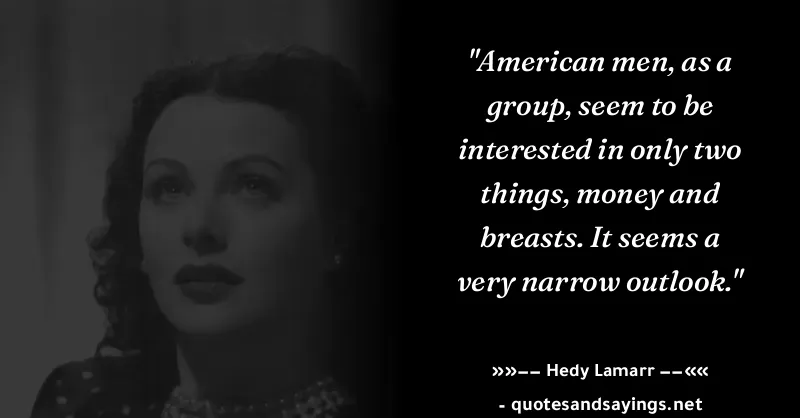 "American men, as a
group, seem to be
interested in only two
things, money and
breasts. It seems a
very narrow outlook."
»»−− Hedy Lamarr −−««
- quotesandsayings.net